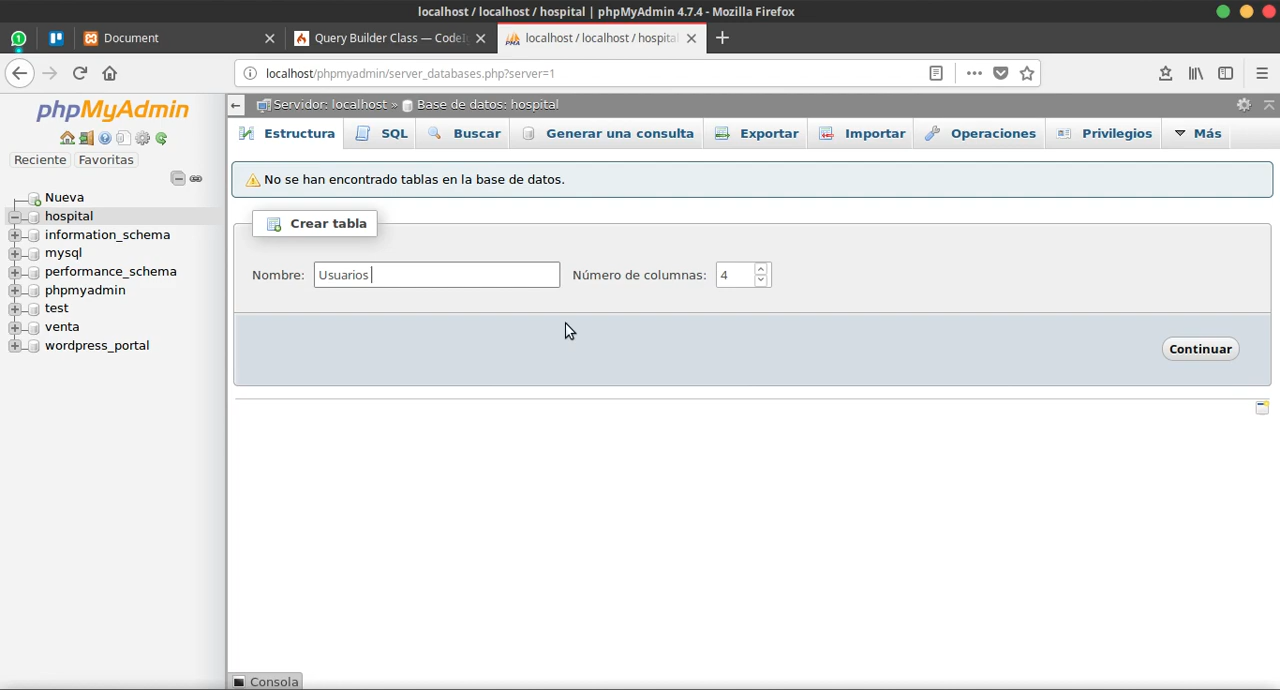 localhost / localhost / hospital | phpMyAdmin 4.7.4 - Mozilla Firefox
1 Document Query Builder Class — CodeI localhost / localhost / hospital
localhost/phpmyadmin/server_databases.php?server=1
phpMyAdmin
Reciente Favoritas
Nueva
hospital
information_schema
mysql
performance_schema
phpmyadmin
test
venta
wordpress_portal
Servidor: localhost » Base de datos: hospital
Estructura SQL Buscar Generar una consulta Exportar Importar Operaciones Privilegios Más
No se han encontrado tablas en la base de datos.
Crear tabla
Nombre: Usuarios Número de columnas: 4
Continuar
Consola